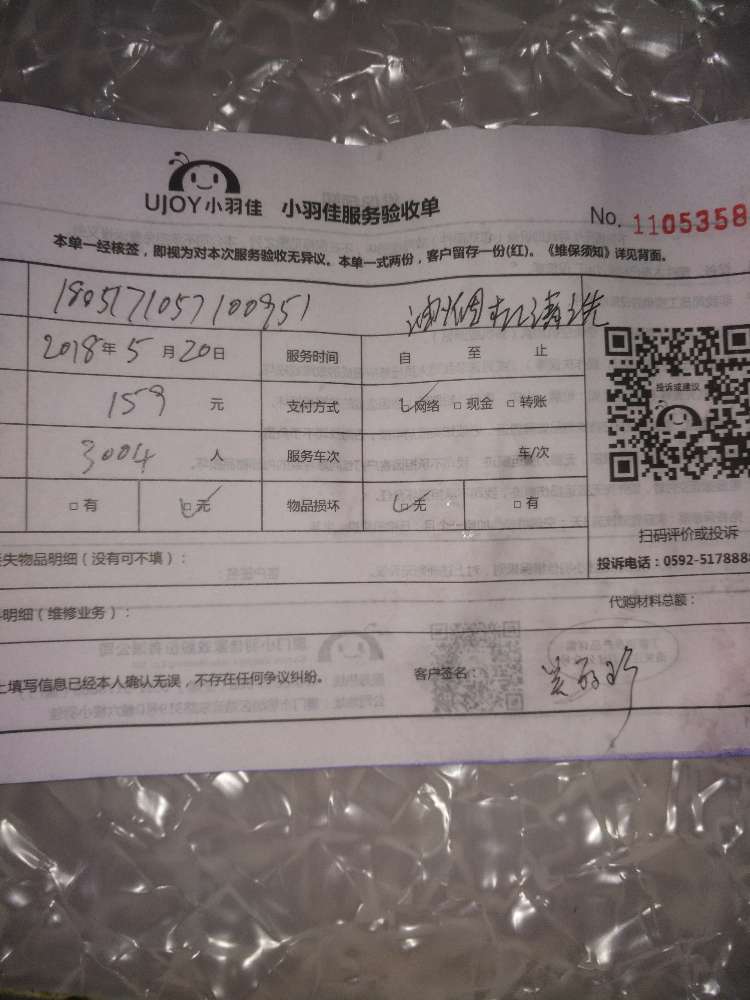 UJOY小羽佳 小羽佳服务验收单
No. 1105358
本单一经核签，即视为对本次服务验收无异议。本单一式两份，客户留存一份(红)。《维保须知》详见背面。
1805171057100951
2018年5月20日 服务时间 自 至 止
159 元 支付方式 网络 □现金 □转账
3004 人 服务车次 车/次
□有 □无 物品损坏 □无 □有
投诉或建议
扫码评价或投诉
失物品明细（没有可不填）：
投诉电话：0592-5178888
明细（维修业务）：
代购材料总额：
上填写信息已经本人确认无误，不存在任何争议纠纷。
客户签名：